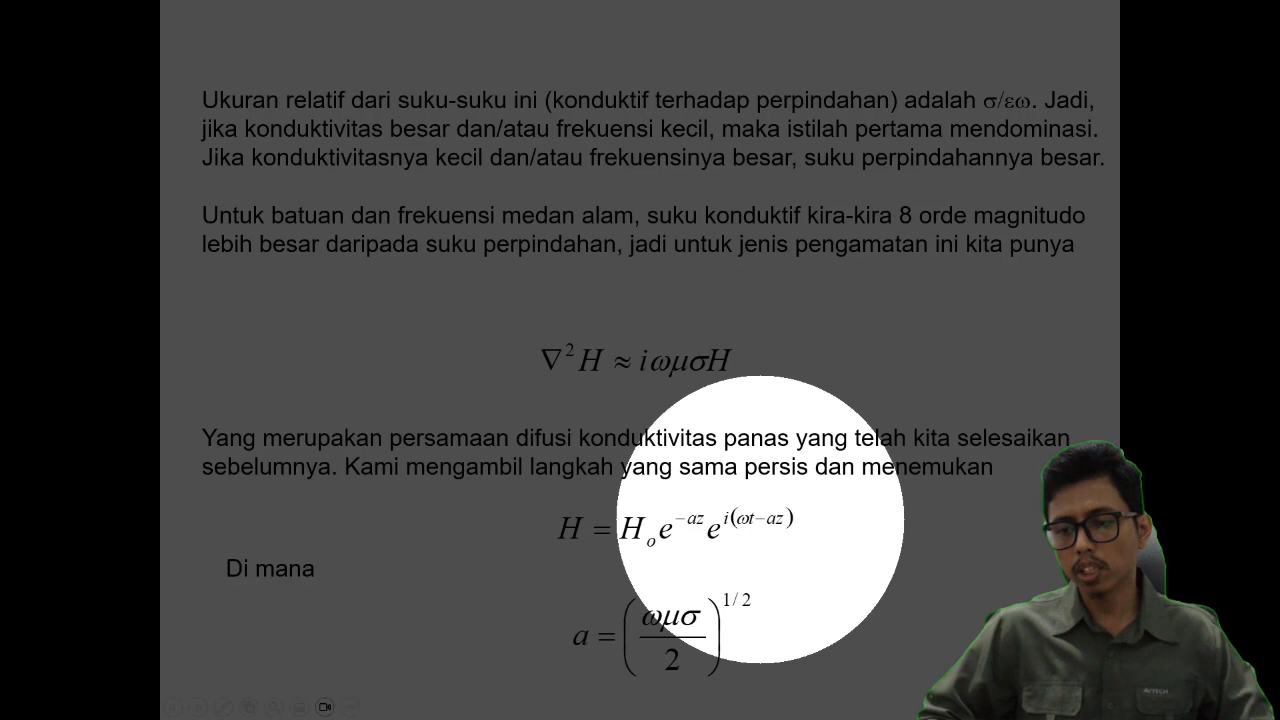 Ukuran relatif dari suku-suku ini (konduktif terhadap perpindahan) adalah σ/εω. Jadi,
jika konduktivitas besar dan/atau frekuensi kecil, maka istilah pertama mendominasi.
Jika konduktivitasnya kecil dan/atau frekuensinya besar, suku perpindahannya besar.
Untuk batuan dan frekuensi medan alam, suku konduktif kira-kira 8 orde magnitudo
lebih besar daripada suku perpindahan, jadi untuk jenis pengamatan ini kita punya
∇²H ≈ iωμσH
Yang merupakan persamaan difusi konduktivitas panas yang telah kita selesaikan
sebelumnya. Kami mengambil langkah yang sama persis dan menemukan
H = H_o e^{-az} e^{i(ωt-az)}
Di mana
a = (ωμσ/2)^{1/2}
AVTECH